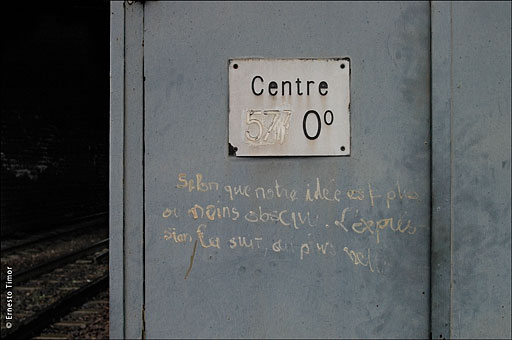 Centre
577 0°
Selon que notre idée est plus
ou moins obscure. L'expres-
sion la suit, ou plus
© Ernesto Timor